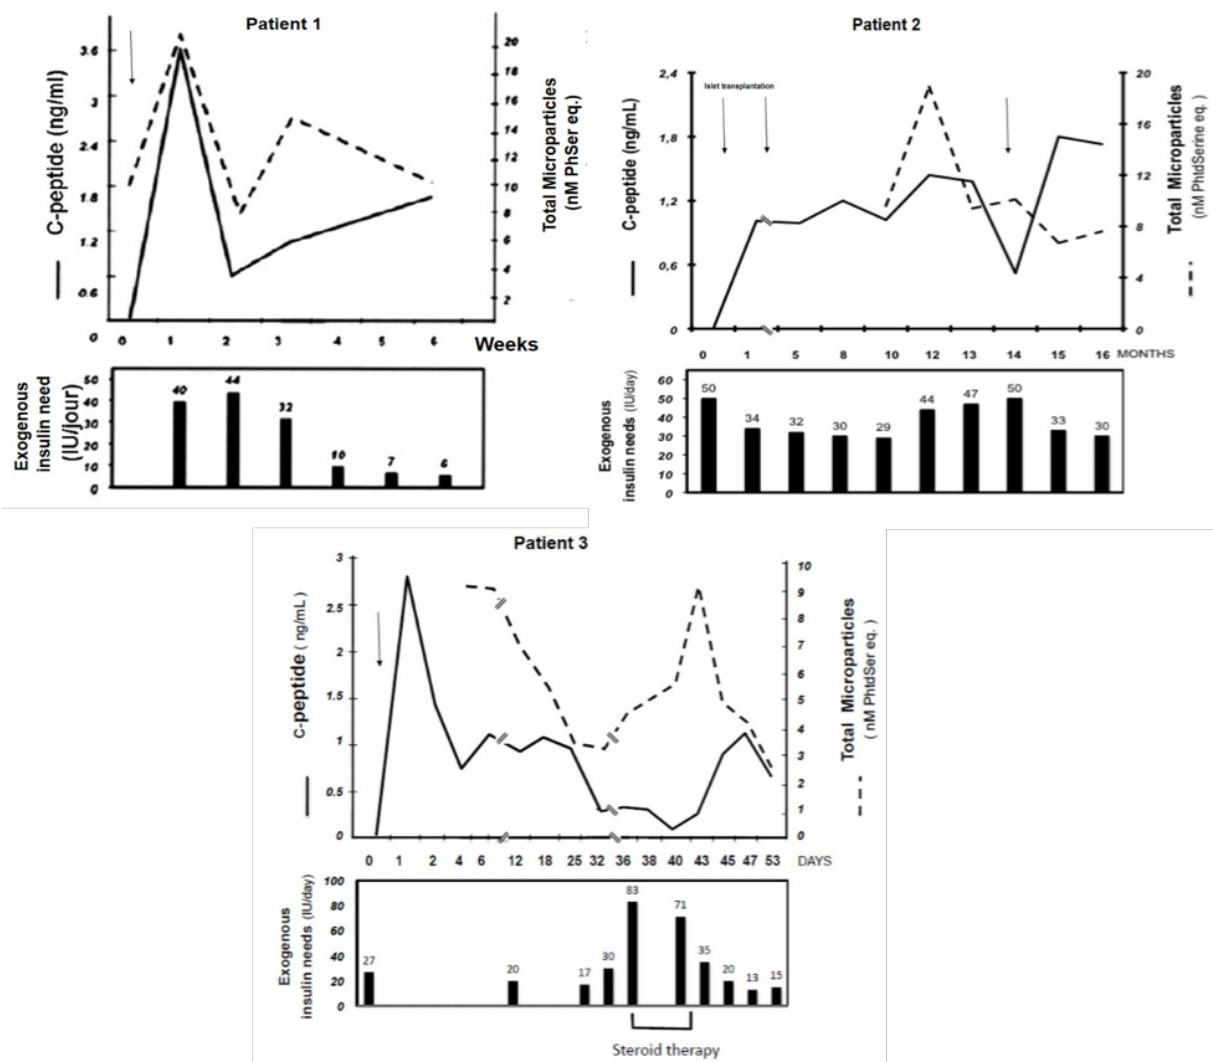 Patient 1
C-peptide (ng/ml)
3.6
3
2.4
1.8
1.2
0.6
0
20
18
16
14
12
10
8
6
4
2
Total Microparticles
(nM PhSer eq.)
0 1 2 3 4 5 6 Weeks
Exogenous
insulin need
(IU/jour)
50
40
30
20
10
0
40 44 32 10 7 6
Patient 2
Islet transplantation
C-peptide (ng/mL)
2,4
1,8
1,2
0,6
0
20
16
12
8
4
0
Total Microparticles
(nM PhtdSerine eq.)
0 1 5 8 10 12 13 14 15 16 MONTHS
Exogenous
insulin needs (IU/day)
60
50
40
30
20
10
0
50 34 32 30 29 44 47 50 33 30
Patient 3
C-peptide ( ng/mL)
3
2.5
2
1.5
1
0.5
0
10
9
8
7
6
5
4
3
2
1
0
Total Microparticles
( nM PhtdSer eq. )
0 1 2 4 6 12 18 25 32 36 38 40 43 45 47 53 DAYS
Exogenous
insulin needs (IU/day)
100
80
60
40
20
0
27 20 17 30 83 71 35 20 13 15
Steroid therapy